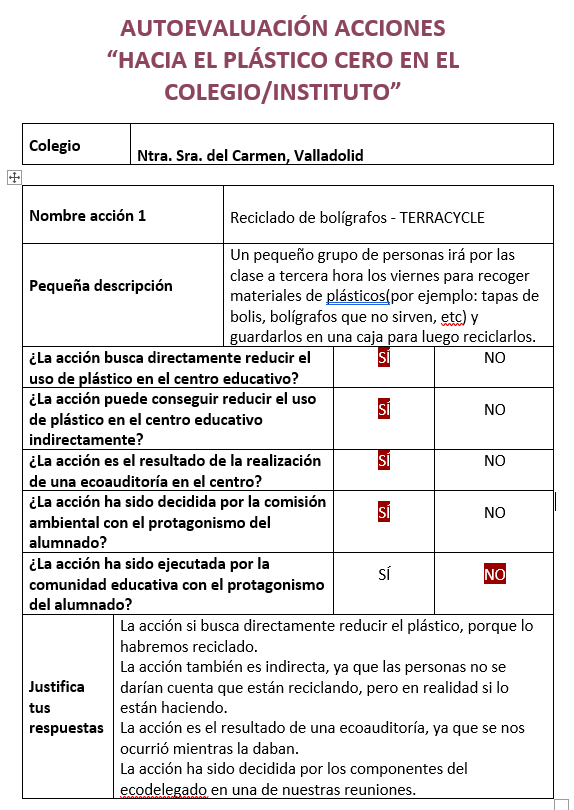 AUTOEVALUACIÓN ACCIONES
“HACIA EL PLÁSTICO CERO EN EL
COLEGIO/INSTITUTO”
Colegio
Ntra. Sra. del Carmen, Valladolid
Nombre acción 1
Reciclado de bolígrafos - TERRACYCLE
Pequeña descripción
Un pequeño grupo de personas irá por las
clase a tercera hora los viernes para recoger
materiales de plásticos(por ejemplo: tapas de
bolis, bolígrafos que no sirven, etc) y
guardarlos en una caja para luego reciclarlos.
¿La acción busca directamente reducir el
uso de plástico en el centro educativo?
SÍ
NO
¿La acción puede conseguir reducir el uso
de plástico en el centro educativo
indirectamente?
SÍ
NO
¿La acción es el resultado de la realización
de una ecoauditoría en el centro?
SÍ
NO
¿La acción ha sido decidida por la comisión
ambiental con el protagonismo del
alumnado?
SÍ
NO
¿La acción ha sido ejecutada por la
comunidad educativa con el protagonismo
del alumnado?
SÍ
NO
Justifica
tus
respuestas
La acción si busca directamente reducir el plástico, porque lo
habremos reciclado.
La acción también es indirecta, ya que las personas no se
darían cuenta que están reciclando, pero en realidad si lo
están haciendo.
La acción es el resultado de una ecoauditoría, ya que se nos
ocurrió mientras la daban.
La acción ha sido decidida por los componentes del
ecodelegado en una de nuestras reuniones.